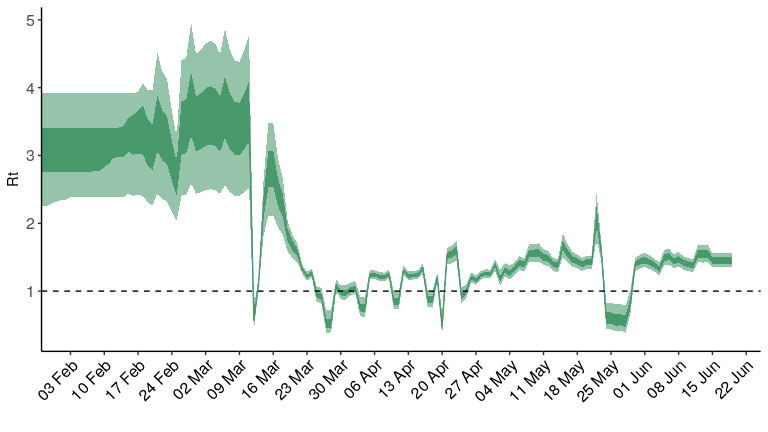 5
4
3
2
1
Rt
03 Feb
10 Feb
17 Feb
24 Feb
02 Mar
09 Mar
16 Mar
23 Mar
30 Mar
06 Apr
13 Apr
20 Apr
27 Apr
04 May
11 May
18 May
25 May
01 Jun
08 Jun
15 Jun
22 Jun